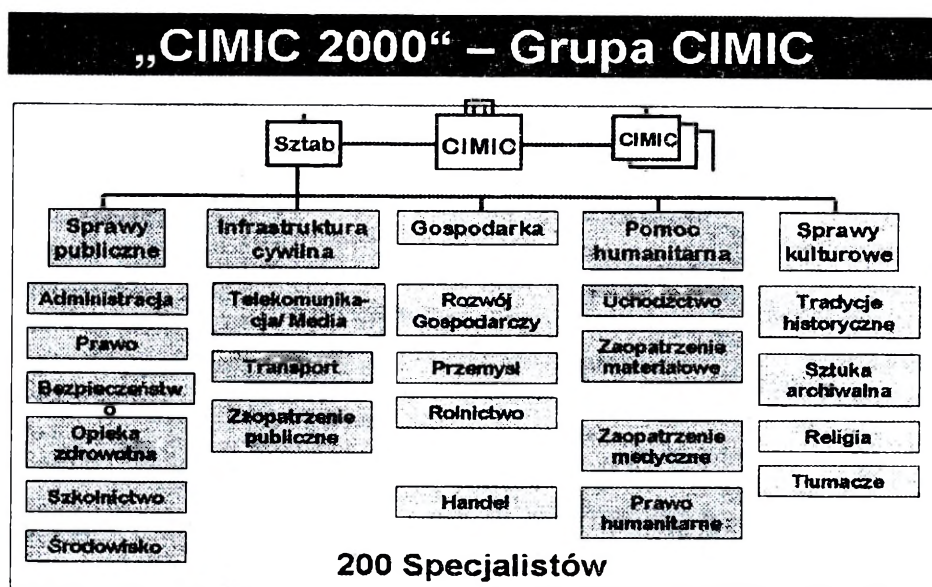 „CIMIC 2000“ – Grupa CIMIC
Sztab
CIMIC
CIMIC
Sprawy
publiczne
Administracja
Prawo
Bezpieczeństw
o
Opieka
zdrowotna
Szkolnictwo
Środowisko
Infrastruktura
cywilna
Telekomunika-
cja/ Media
Transport
Zaopatrzenie
publiczne
Gospodarka
Rozwój
Gospodarczy
Przemysł
Rolnictwo
Handel
Pomoc
humanitarna
Uchodźctwo
Zaopatrzenie
materiałowe
Zaopatrzenie
medyczne
Prawo
humanitarne
Sprawy
kulturowe
Tradycje
historyczne
Sztuka
archiwalna
Religia
Tłumacze
200 Specjalistów